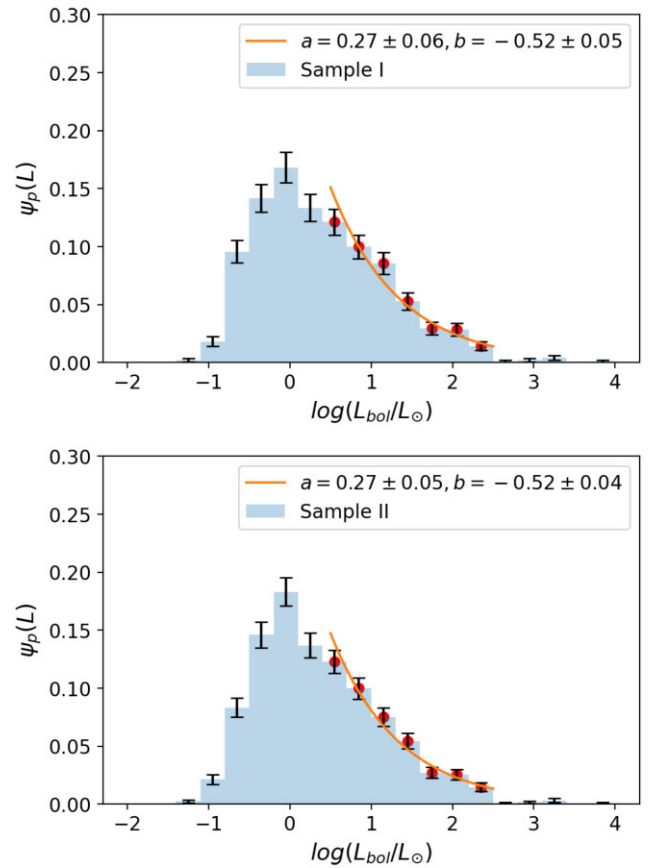 0.30
0.25
0.20
0.15
0.10
0.05
0.00
ψp(L)
a = 0.27 ± 0.06, b = − 0.52 ± 0.05
Sample I
−2 −1 0 1 2 3 4
log(Lbol/L⊙)
0.30
0.25
0.20
0.15
0.10
0.05
0.00
ψp(L)
a = 0.27 ± 0.05, b = − 0.52 ± 0.04
Sample II
−2 −1 0 1 2 3 4
log(Lbol/L⊙)